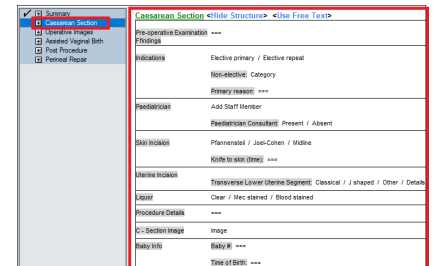 Summary
Caesarean Section
Operative Images
Assisted Vaginal Birth
Post Procedure
Perineal Repair
Caesarean Section <Hide Structure> <Use Free Text>
Pre-operative Examination ===
Ffindings
Indications Elective primary / Elective repeat
Non-elective: Category
Primary reason: ===
Paediatrician Add Staff Member
Paediatrician Consultant: Present / Absent
Skin Incision Pfannensteil / Joel-Cohen / Midline
Knife to skin (time): ===
Uterine Incision
Transverse Lower Uterine Segment: Classical / J shaped / Other / Details
Liquor Clear / Mec stained / Blood stained
Procedure Details ===
C - Section Image Image
Baby Info Baby #: ===
Time of Birth: ===